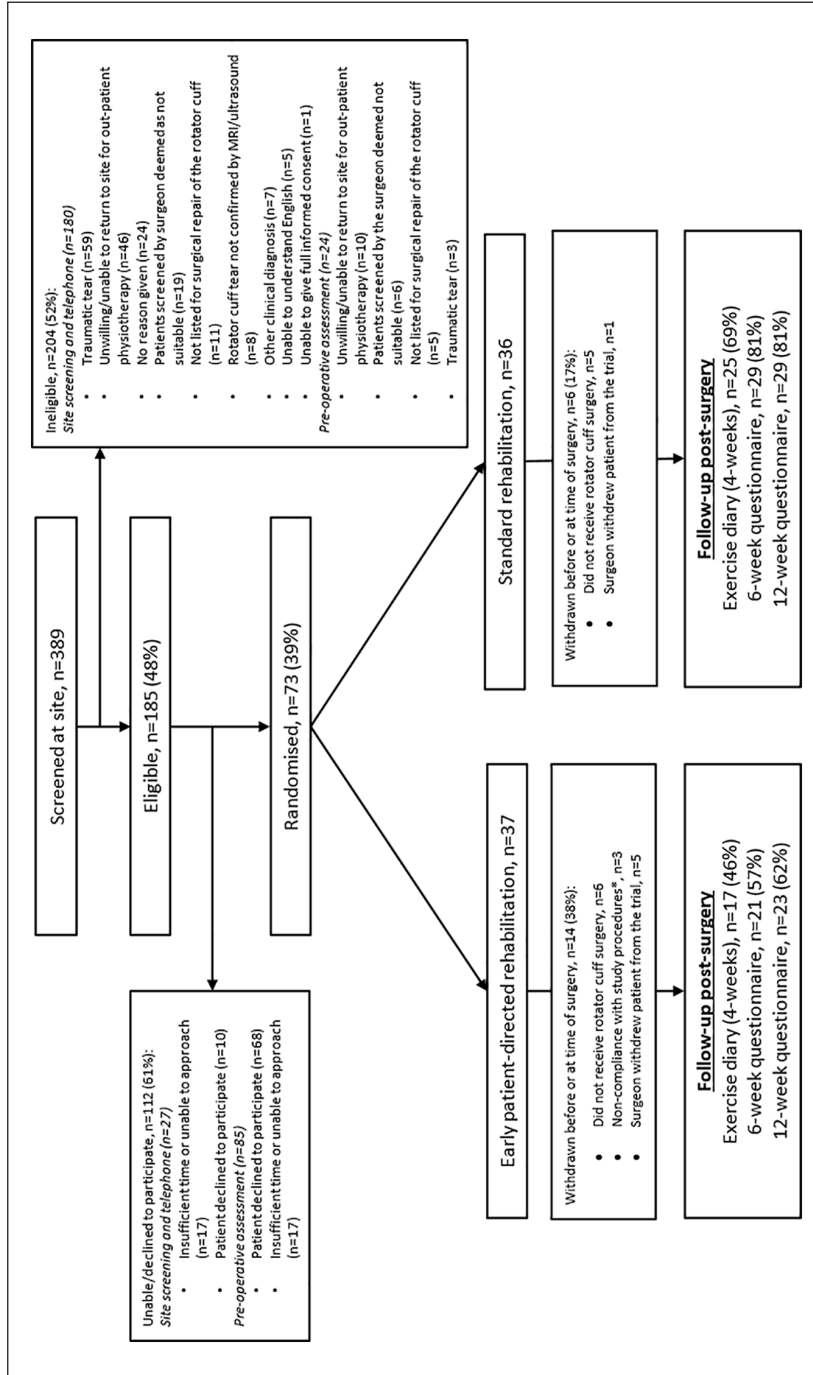 Screened at site, n=389
Ineligible, n=204 (52%):
Site screening and telephone (n=180)
• Traumatic tear (n=59)
• Unwilling/unable to return to site for out-patient
physiotherapy (n=46)
• No reason given (n=24)
• Patients screened by surgeon deemed as not
suitable (n=19)
• Not listed for surgical repair of the rotator cuff
(n=11)
• Rotator cuff tear not confirmed by MRI/ultrasound
(n=8)
• Other clinical diagnosis (n=7)
• Unable to understand English (n=5)
• Unable to give full informed consent (n=1)
Pre-operative assessment (n=24)
• Unwilling/unable to return to site for out-patient
physiotherapy (n=10)
• Patients screened by the surgeon deemed not
suitable (n=6)
• Not listed for surgical repair of the rotator cuff
(n=5)
• Traumatic tear (n=3)
Eligible, n=185 (48%)
Unable/declined to participate, n=112 (61%):
Site screening and telephone (n=27)
• Insufficient time or unable to approach
(n=17)
• Patient declined to participate (n=10)
Pre-operative assessment (n=85)
• Patient declined to participate (n=68)
• Insufficient time or unable to approach
(n=17)
Randomised, n=73 (39%)
Early patient-directed rehabilitation, n=37
Withdrawn before or at time of surgery, n=14 (38%):
• Did not receive rotator cuff surgery, n=6
• Non-compliance with study procedures*, n=3
• Surgeon withdrew patient from the trial, n=5
Follow-up post-surgery
Exercise diary (4-weeks), n=17 (46%)
6-week questionnaire, n=21 (57%)
12-week questionnaire, n=23 (62%)
Standard rehabilitation, n=36
Withdrawn before or at time of surgery, n=6 (17%):
• Did not receive rotator cuff surgery, n=5
• Surgeon withdrew patient from the trial, n=1
Follow-up post-surgery
Exercise diary (4-weeks), n=25 (69%)
6-week questionnaire, n=29 (81%)
12-week questionnaire, n=29 (81%)